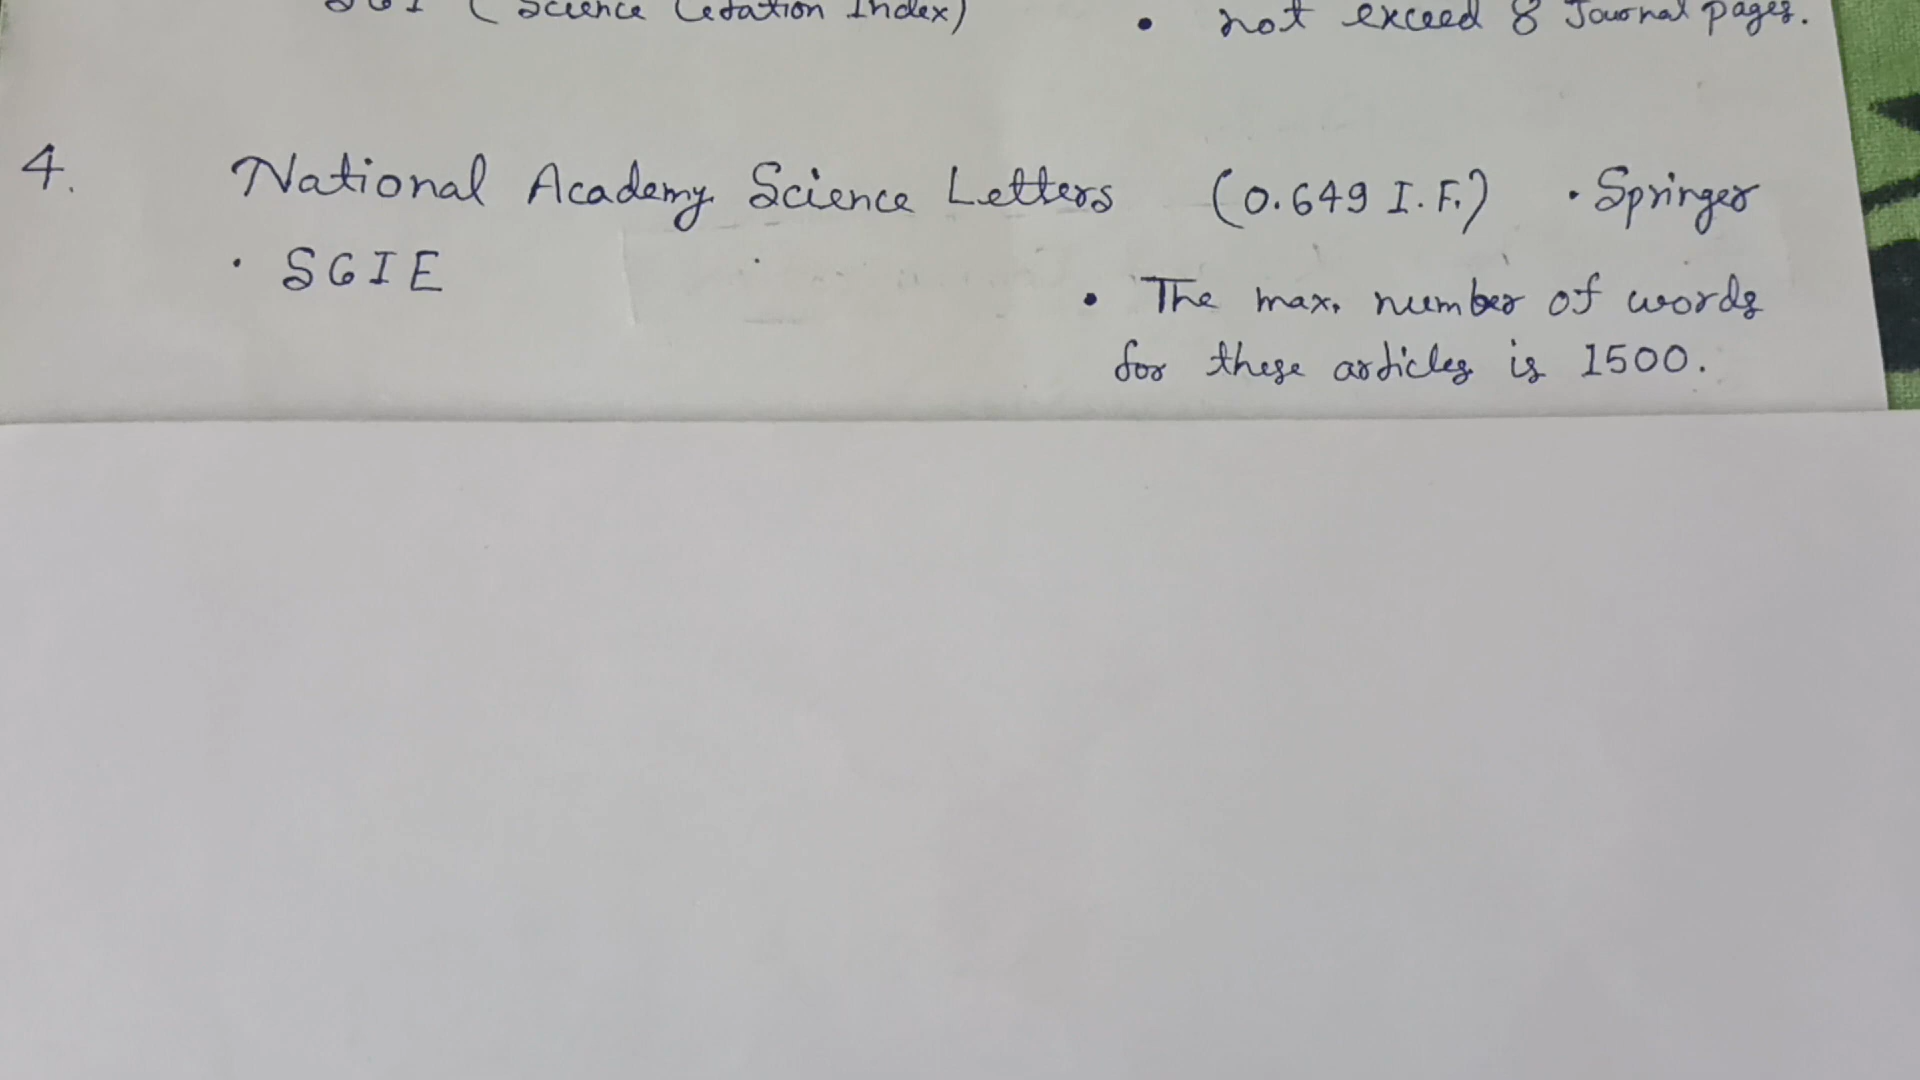 SCI (Science Citation Index) • not exceed 8 Journal pages.
4. National Academy Science Letters (0.649 I.F.) • Springer
• SCIE
• The max. number of words
for these articles is 1500.